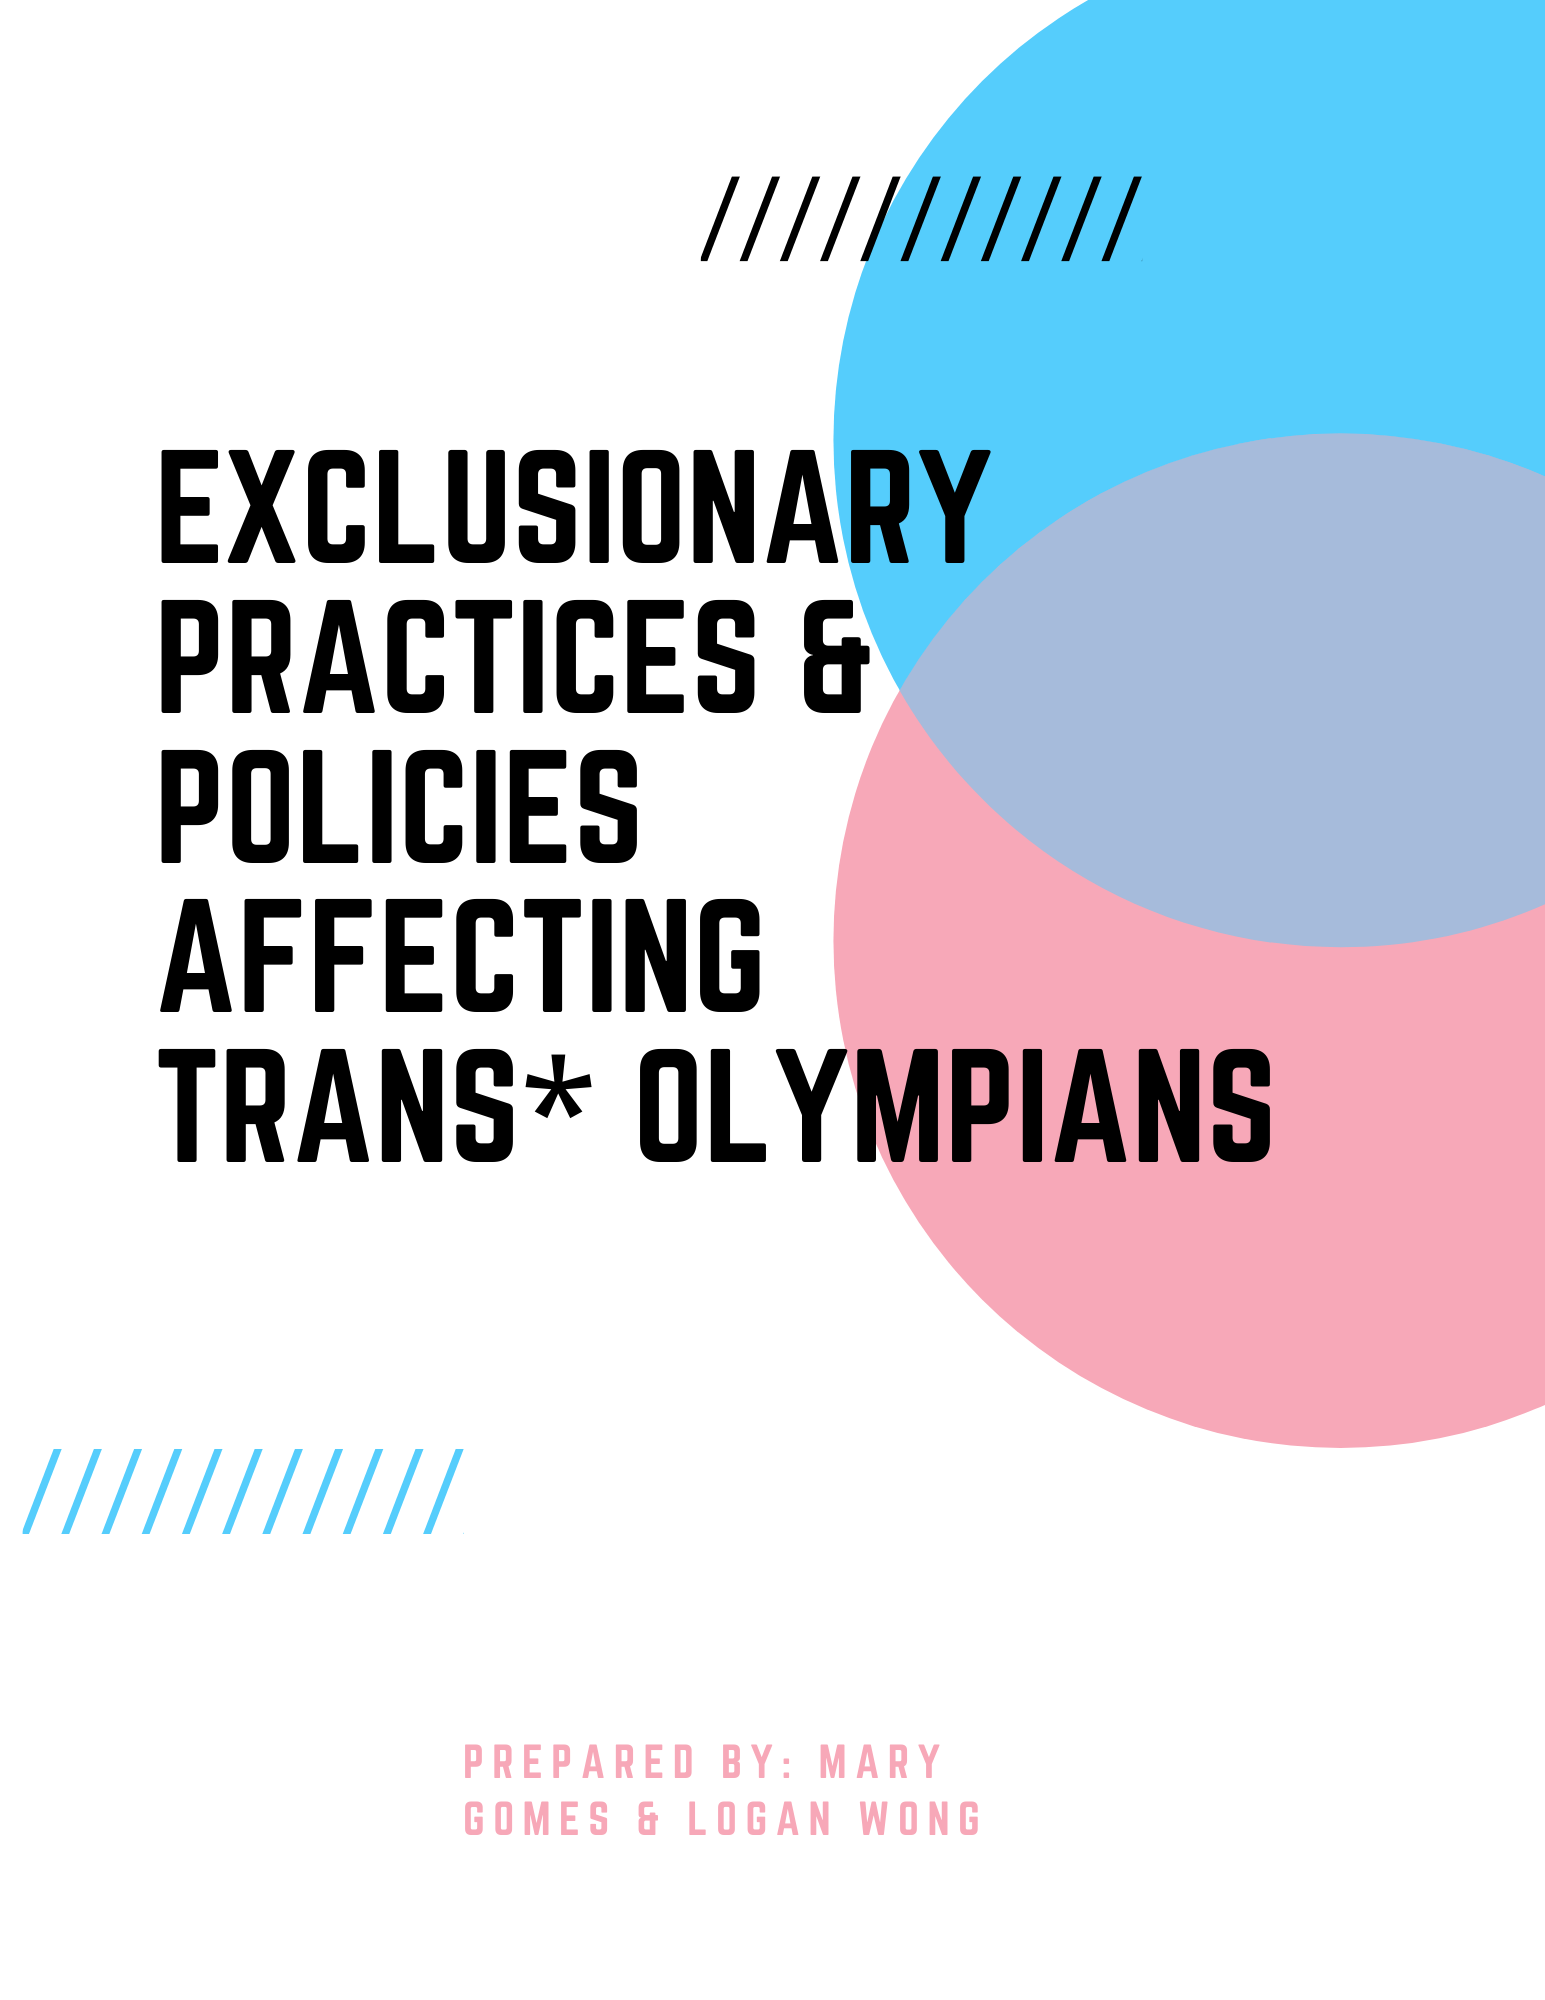 EXCLUSIONARY
PRACTICES &
POLICIES
AFFECTING
TRANS* OLYMPIANS
PREPARED BY: MARY
GOMES & LOGAN WONG